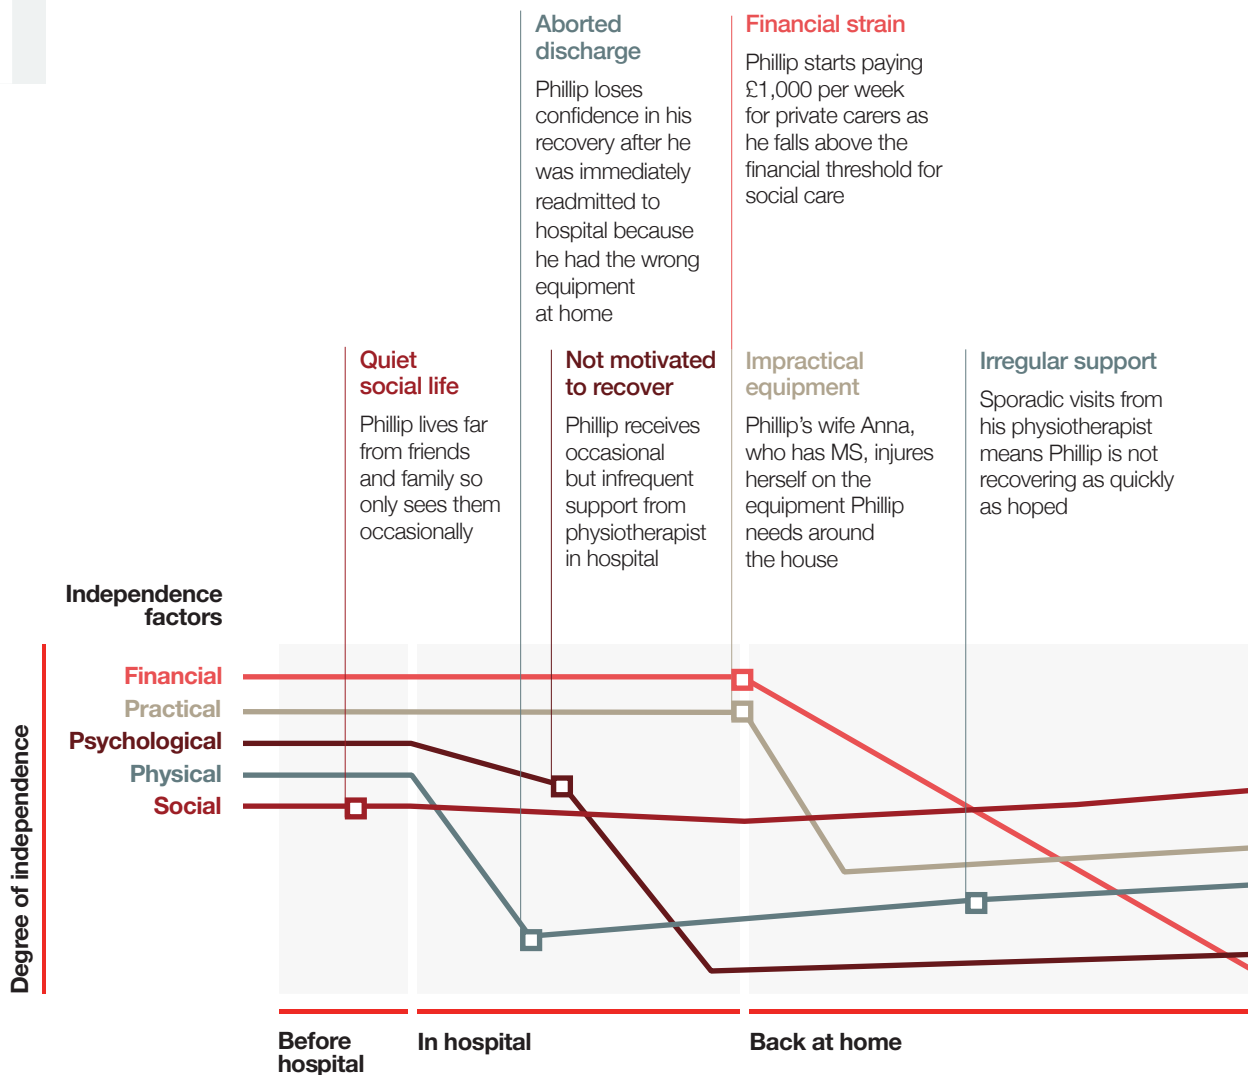 Aborted
discharge
Phillip loses
confidence in his
recovery after he
was immediately
readmitted to
hospital because
he had the wrong
equipment
at home
Financial strain
Phillip starts paying
£1,000 per week
for private carers as
he falls above the
financial threshold for
social care
Quiet
social life
Phillip lives far
from friends
and family so
only sees them
occasionally
Not motivated
to recover
Phillip receives
occasional
but infrequent
support from
physiotherapist
in hospital
Impractical
equipment
Phillip’s wife Anna,
who has MS, injures
herself on the
equipment Phillip
needs around
the house
Irregular support
Sporadic visits from
his physiotherapist
means Phillip is not
recovering as quickly
as hoped
Independence
factors
Financial
Practical
Psychological
Physical
Social
Degree of independence
Before
hospital
In hospital
Back at home